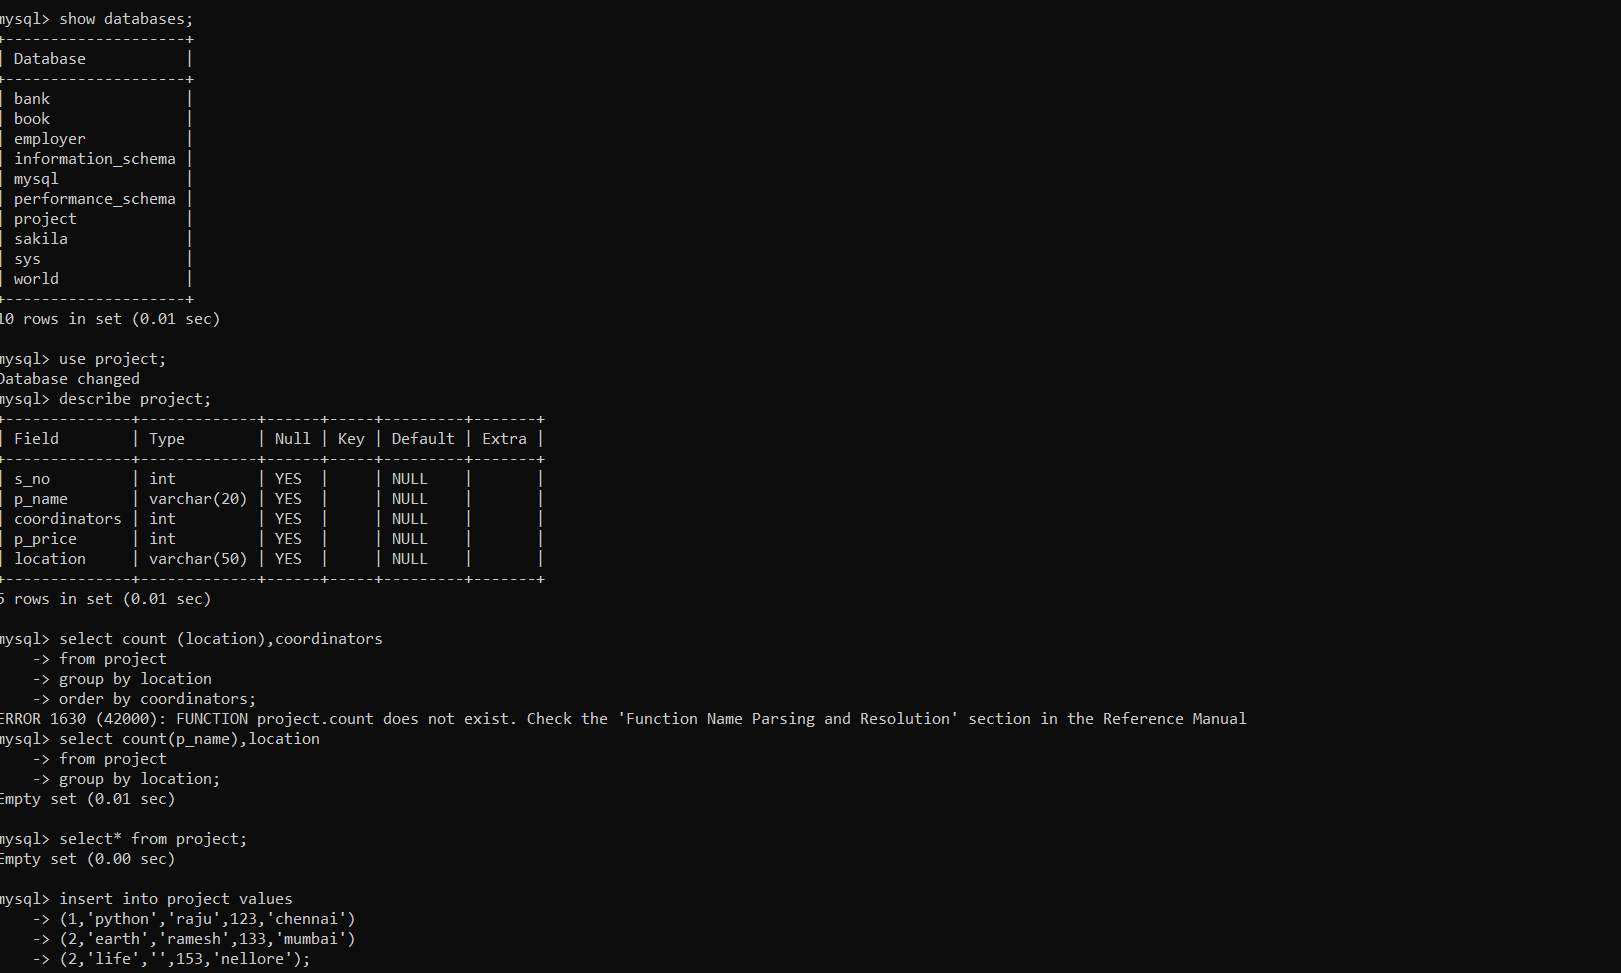 mysql> show databases;
+--------------------+
| Database           |
+--------------------+
| bank               |
| book               |
| employer           |
| information_schema |
| mysql              |
| performance_schema |
| project            |
| sakila             |
| sys                |
| world              |
+--------------------+
10 rows in set (0.01 sec)

mysql> use project;
Database changed
mysql> describe project;
+--------------+-------------+------+-----+---------+-------+
| Field        | Type        | Null | Key | Default | Extra |
+--------------+-------------+------+-----+---------+-------+
| s_no         | int         | YES  |     | NULL    |       |
| p_name       | varchar(20) | YES  |     | NULL    |       |
| coordinators | int         | YES  |     | NULL    |       |
| p_price      | int         | YES  |     | NULL    |       |
| location     | varchar(50) | YES  |     | NULL    |       |
+--------------+-------------+------+-----+---------+-------+
5 rows in set (0.01 sec)

mysql> select count (location),coordinators
    -> from project
    -> group by location
    -> order by coordinators;
ERROR 1630 (42000): FUNCTION project.count does not exist. Check the 'Function Name Parsing and Resolution' section in the Reference Manual
mysql> select count(p_name),location
    -> from project
    -> group by location;
Empty set (0.01 sec)

mysql> select* from project;
Empty set (0.00 sec)

mysql> insert into project values
    -> (1,'python','raju',123,'chennai')
    -> (2,'earth','ramesh',133,'mumbai')
    -> (2,'life','',153,'nellore');